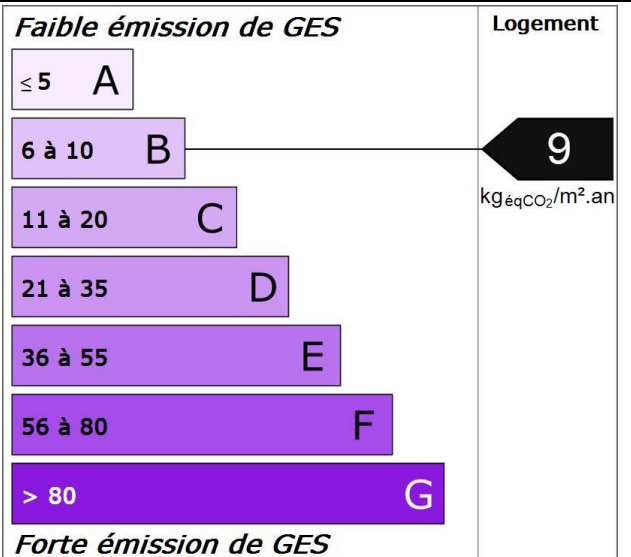 Faible émission de GES
Logement
≤ 5 A
6 à 10 B
9
kgéqCO₂/m².an
11 à 20 C
21 à 35 D
36 à 55 E
56 à 80 F
> 80 G
Forte émission de GES